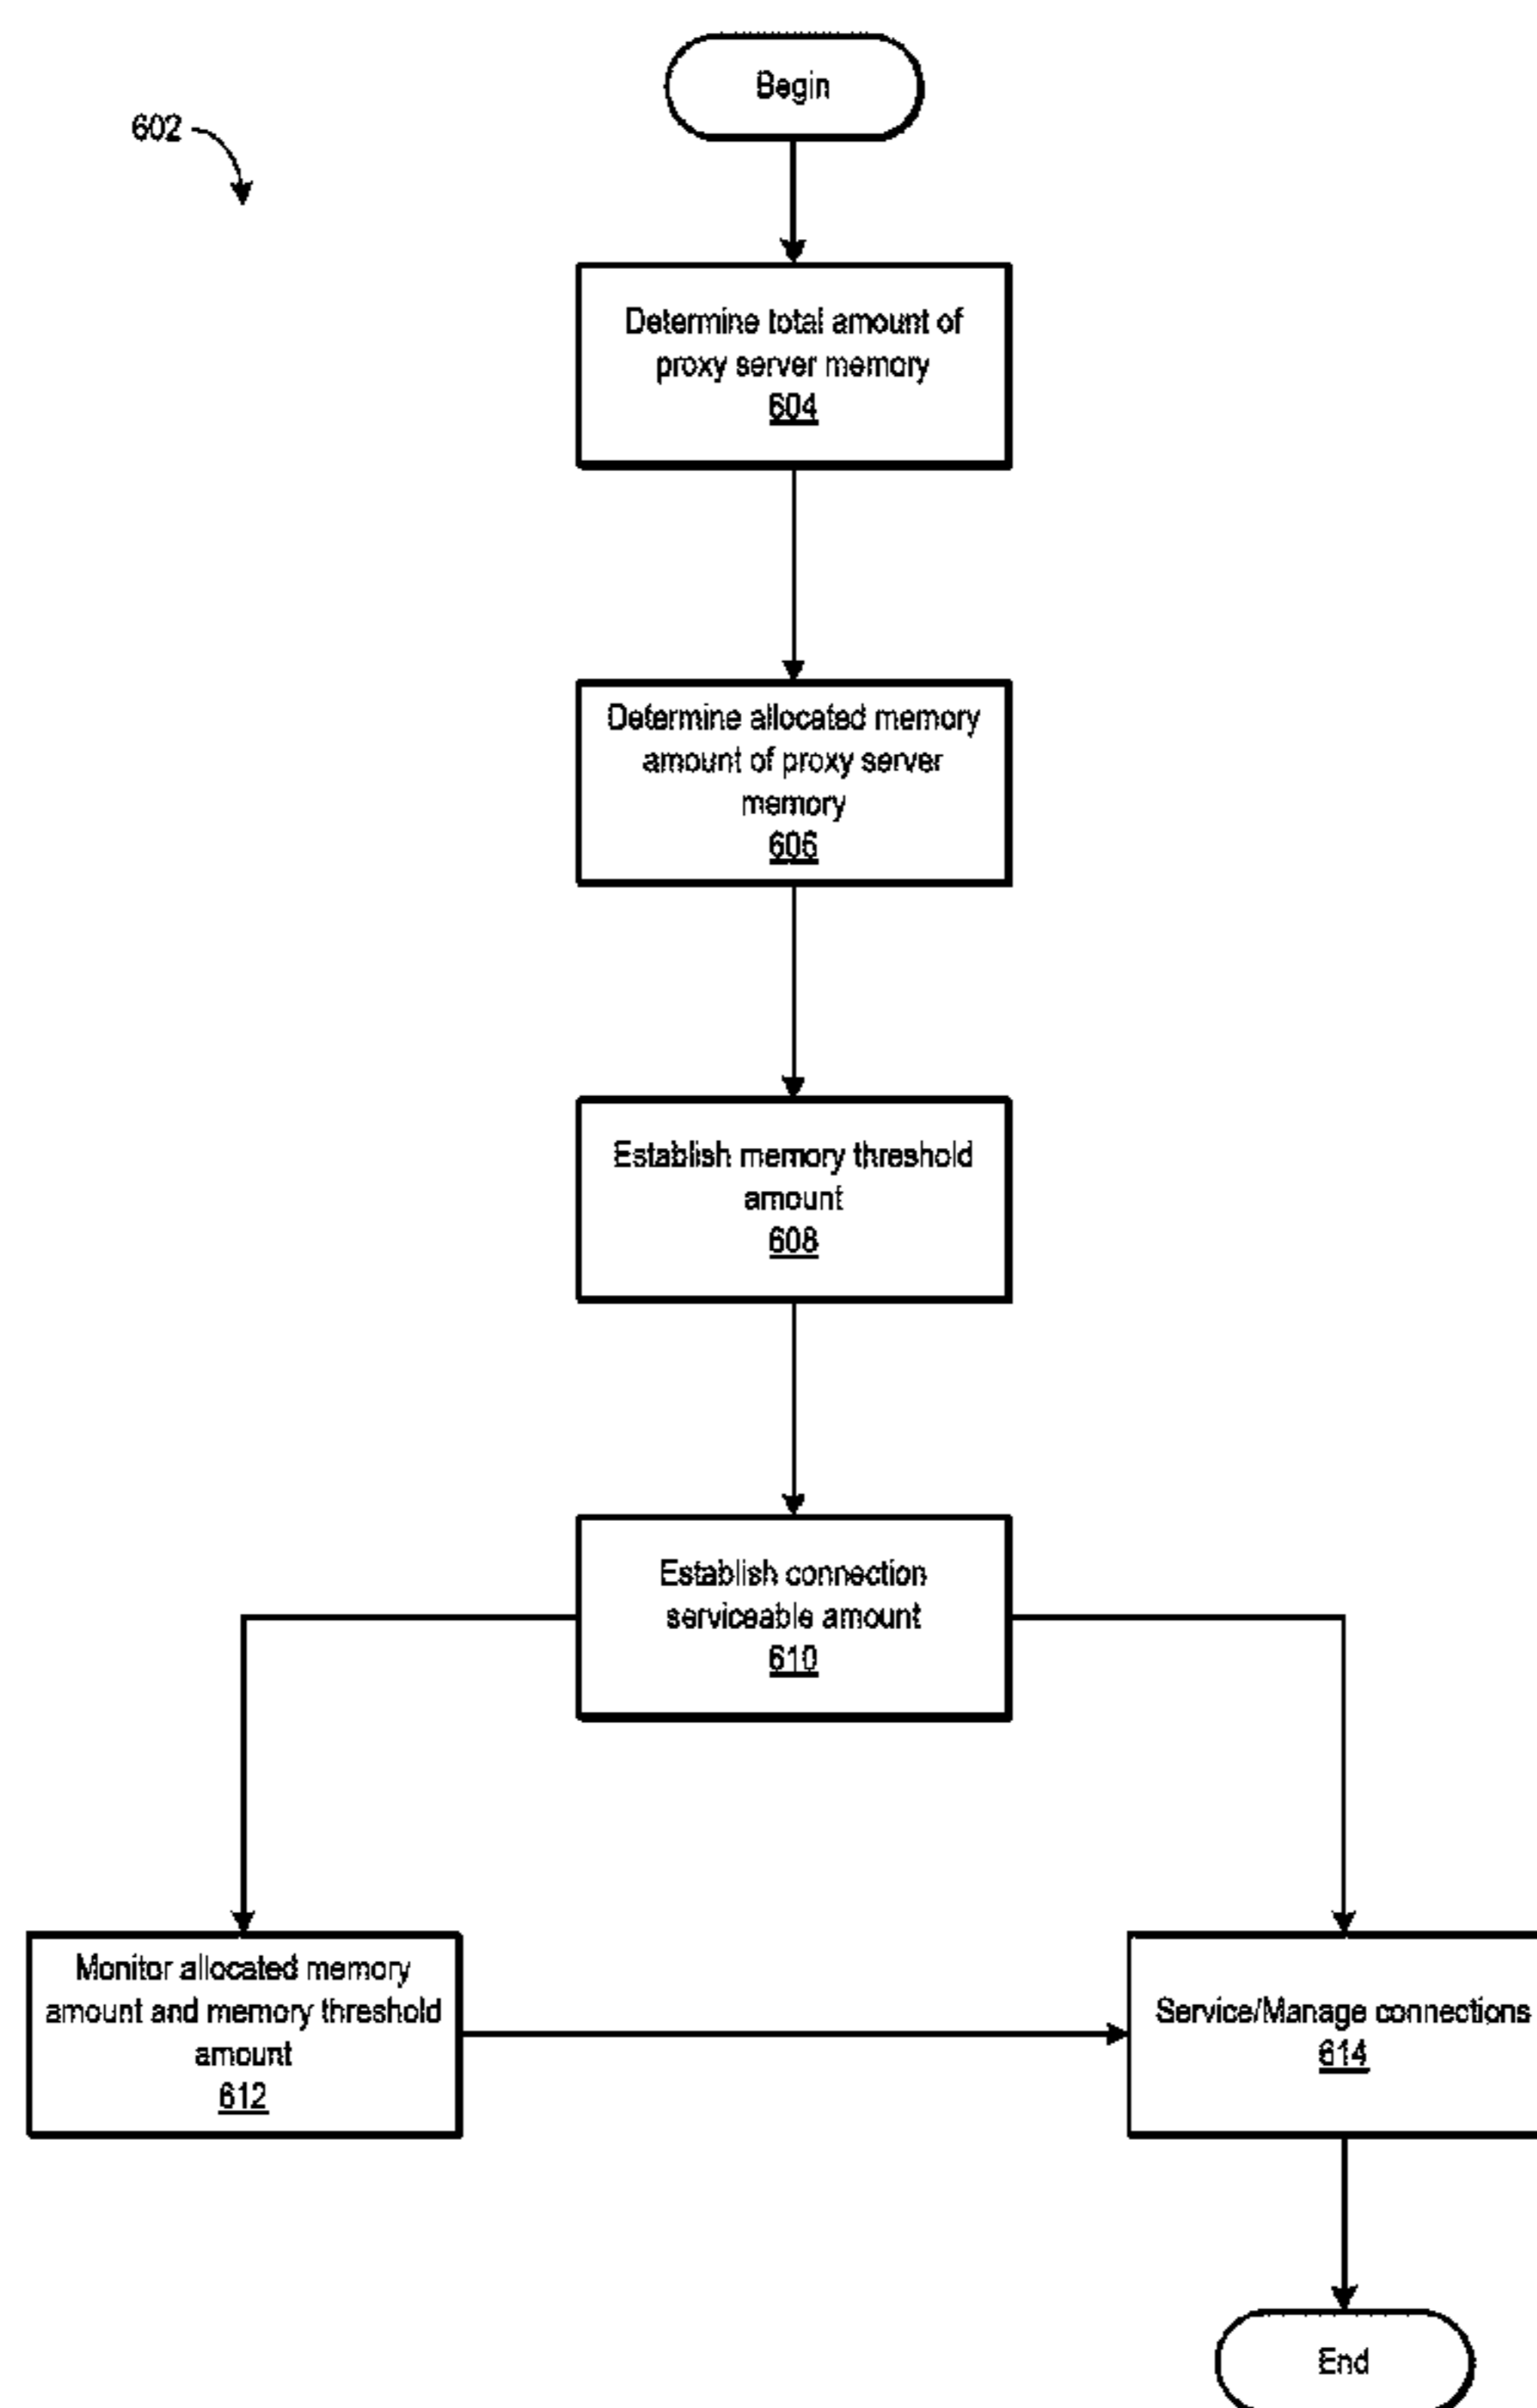 Begin
602
Determine total amount of
proxy server memory
604
Determine allocated memory
amount of proxy server
memory
606
Establish memory threshold
amount
608
Establish connection
serviceable amount
610
Monitor allocated memory
amount and memory threshold
amount
612
Service/Manage connections
614
End